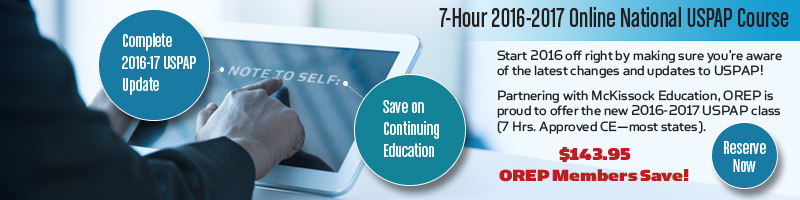 7-Hour 2016-2017 Online National USPAP Course
Complete
2016-17 USPAP
Update
NOTE TO SELF:
Save on
Continuing
Education
Start 2016 off right by making sure you're aware
of the latest changes and updates to USPAP!
Partnering with McKissock Education, OREP is
proud to offer the new 2016-2017 USPAP class
(7 Hrs. Approved CE—most states).
$143.95
OREP Members Save!
Reserve
Now